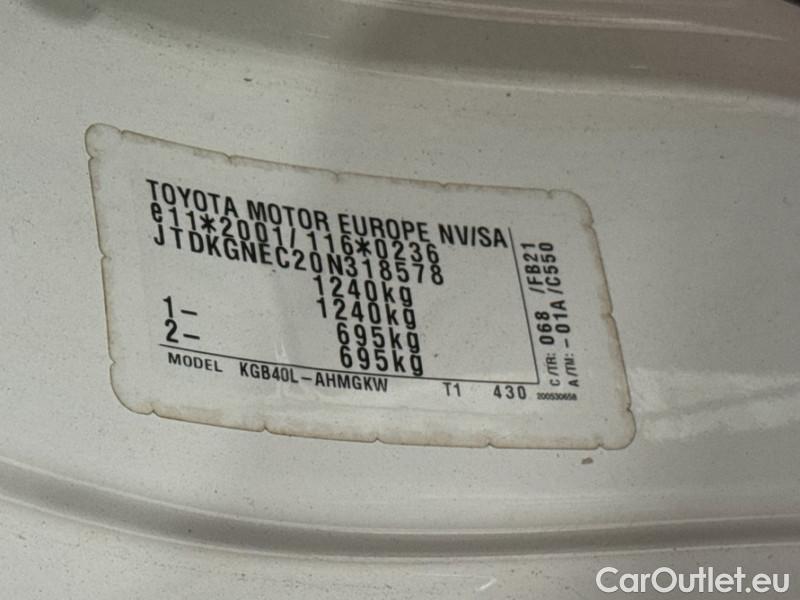 TOYOTA MOTOR EUROPE NV/SA
e11*2001/116*0236
JTDKGNEC20N318578
1240kg
1- 1240kg
2- 695kg
695kg
MODEL KGB40L-AHMGKW T1 430
C/TR: 068 /FB21
A/TM: -01A /C550
200530658
CarOutlet.eu